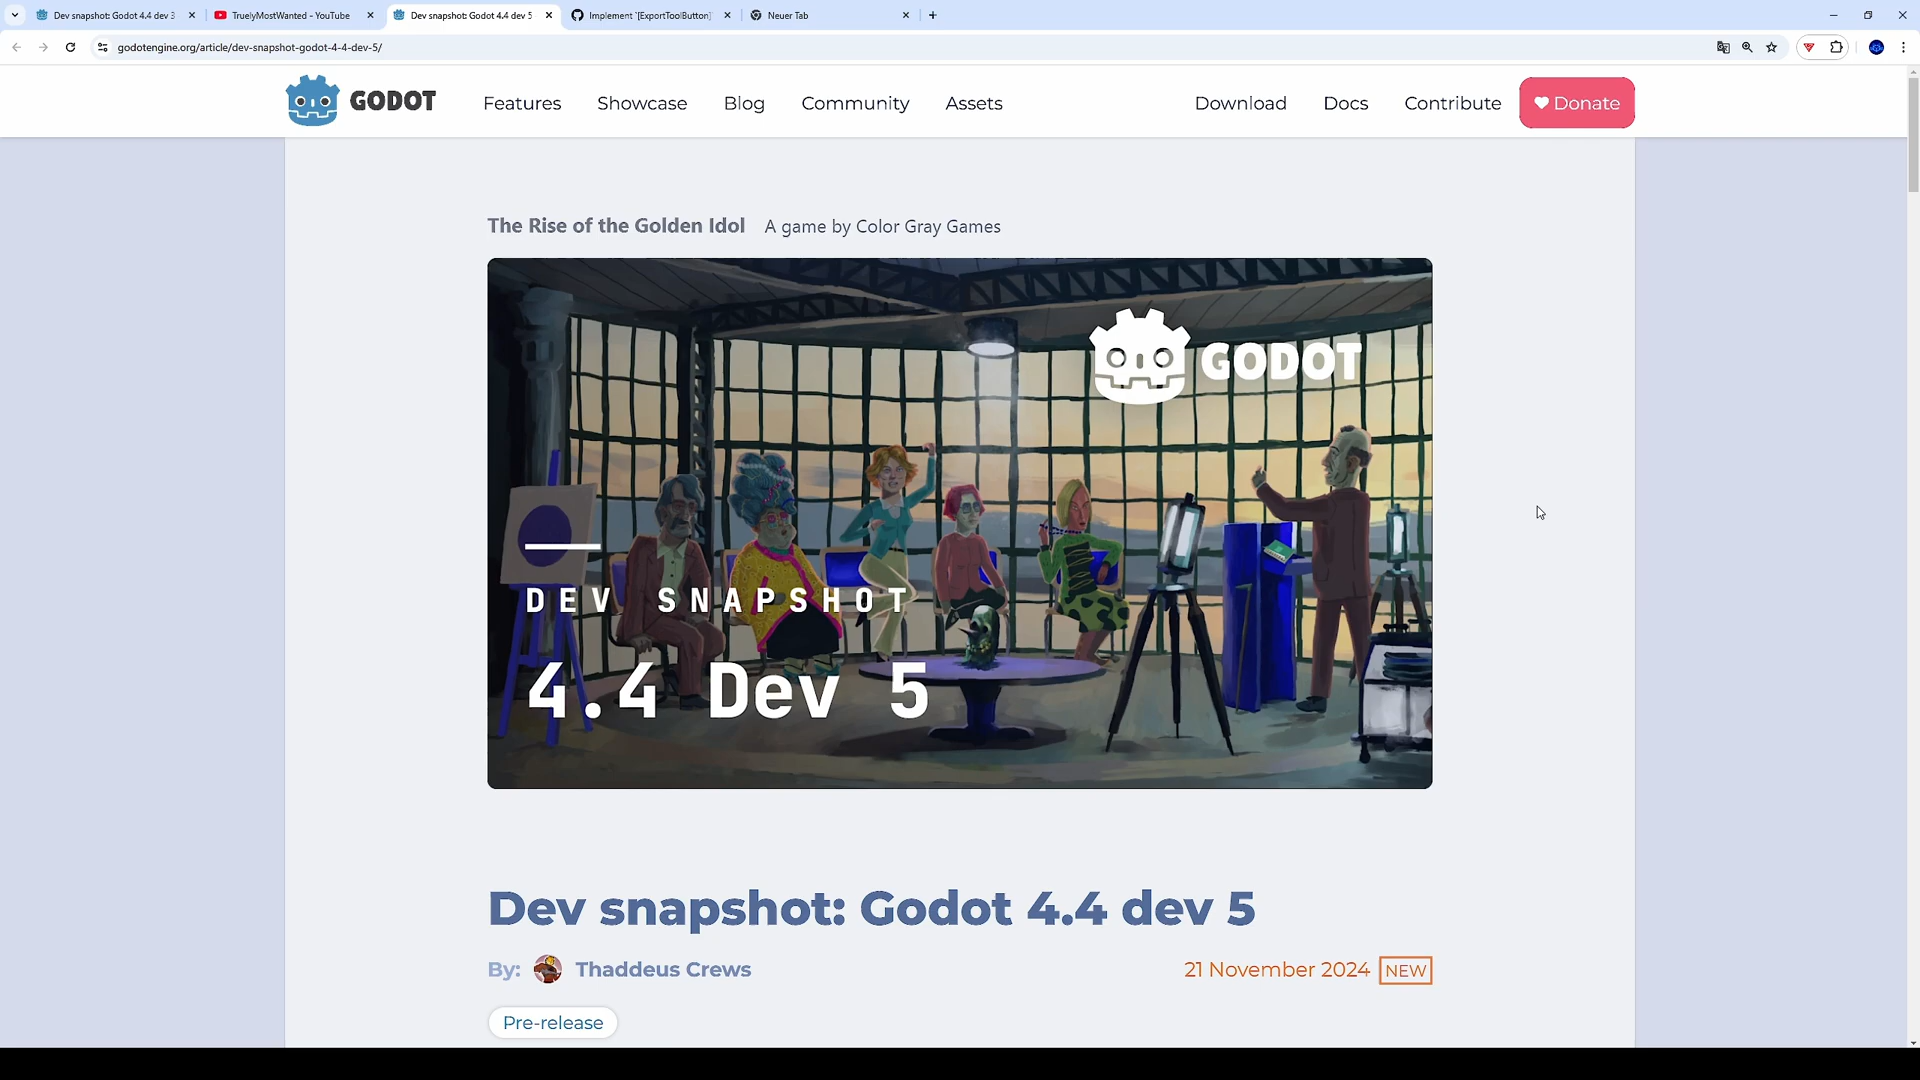 Dev snapshot: Godot 4.4 dev 3
TruelyMostWanted - YouTube
Dev snapshot: Godot 4.4 dev 5
Implement `[ExportToolButton]`
Neuer Tab
godotengine.org/article/dev-snapshot-godot-4-4-dev-5/
GODOT
Features
Showcase
Blog
Community
Assets
Download
Docs
Contribute
Donate
The Rise of the Golden Idol A game by Color Gray Games
GODOT
DEV SNAPSHOT
4.4 Dev 5
Dev snapshot: Godot 4.4 dev 5
By: Thaddeus Crews
21 November 2024 NEW
Pre-release